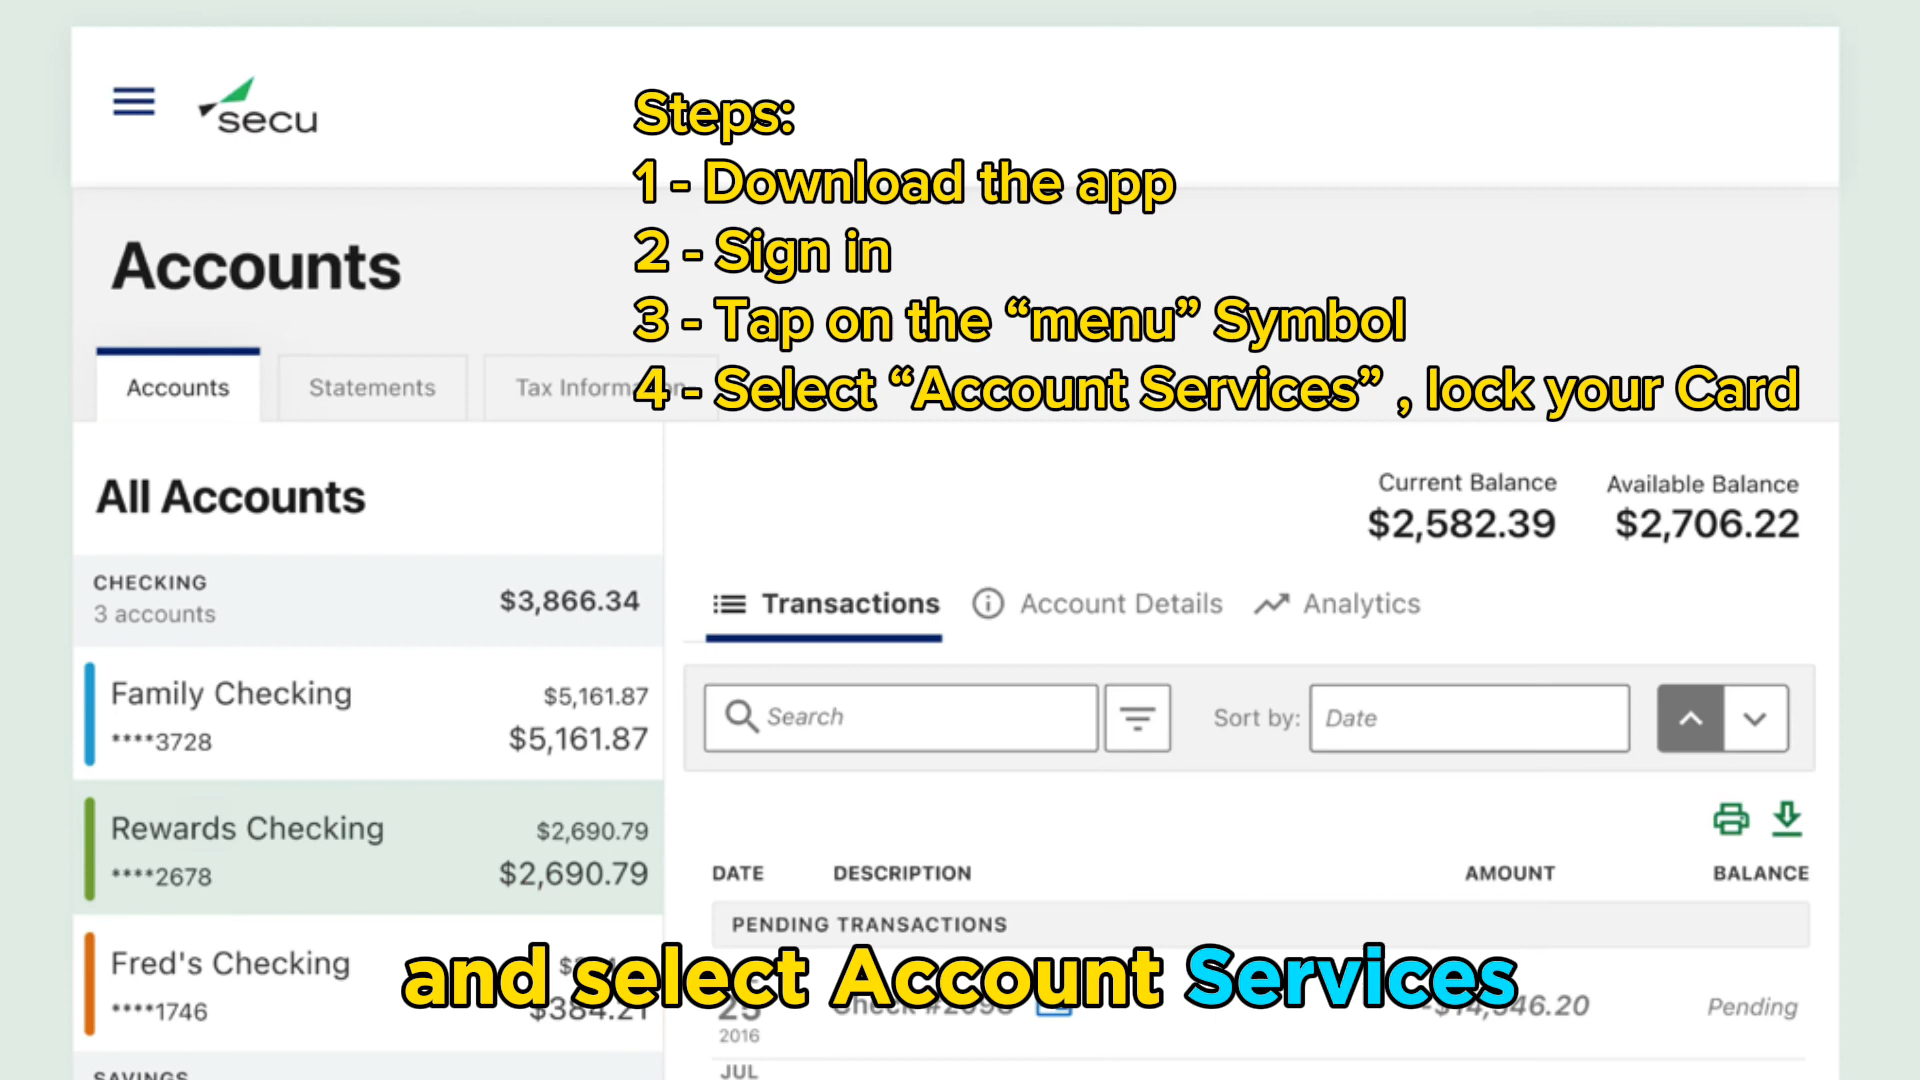 secu
Steps:
1 - Download the app
2 - Sign in
3 - Tap on the “menu” Symbol
4 - Select “Account Services” , lock your Card
Accounts
Accounts
Statements
Tax
All Accounts
Current Balance
Available Balance
$2,582.39
$2,706.22
CHECKING
3 accounts
$3,866.34
Transactions
Account Details
Analytics
Family Checking
$5,161.87
****3728
$5,161.87
Search
Sort by:
Date
Rewards Checking
$2,690.79
****2678
$2,690.79
DATE
DESCRIPTION
AMOUNT
BALANCE
PENDING TRANSACTIONS
Fred's Checking
****1746
$384.21
and select Account Services
25
2016
Pending
JUL
SAVINGS